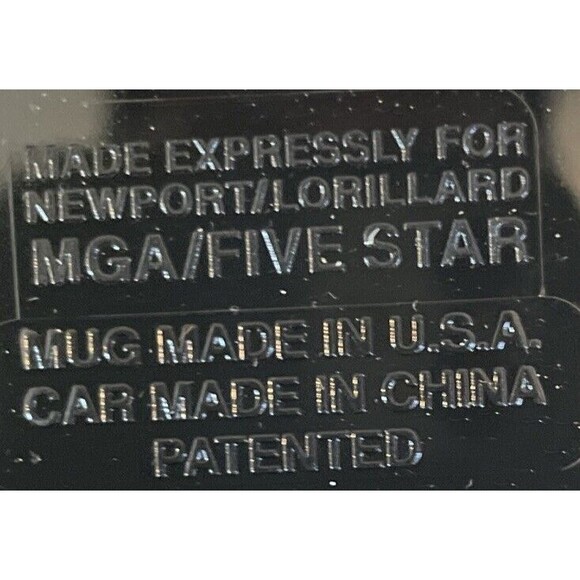 MADE EXPRESSLY FOR
NEWPORT/LORILLARD
MGA/FIVE STAR
MUG MADE IN U.S.A.
CAR MADE IN CHINA
PATENTED